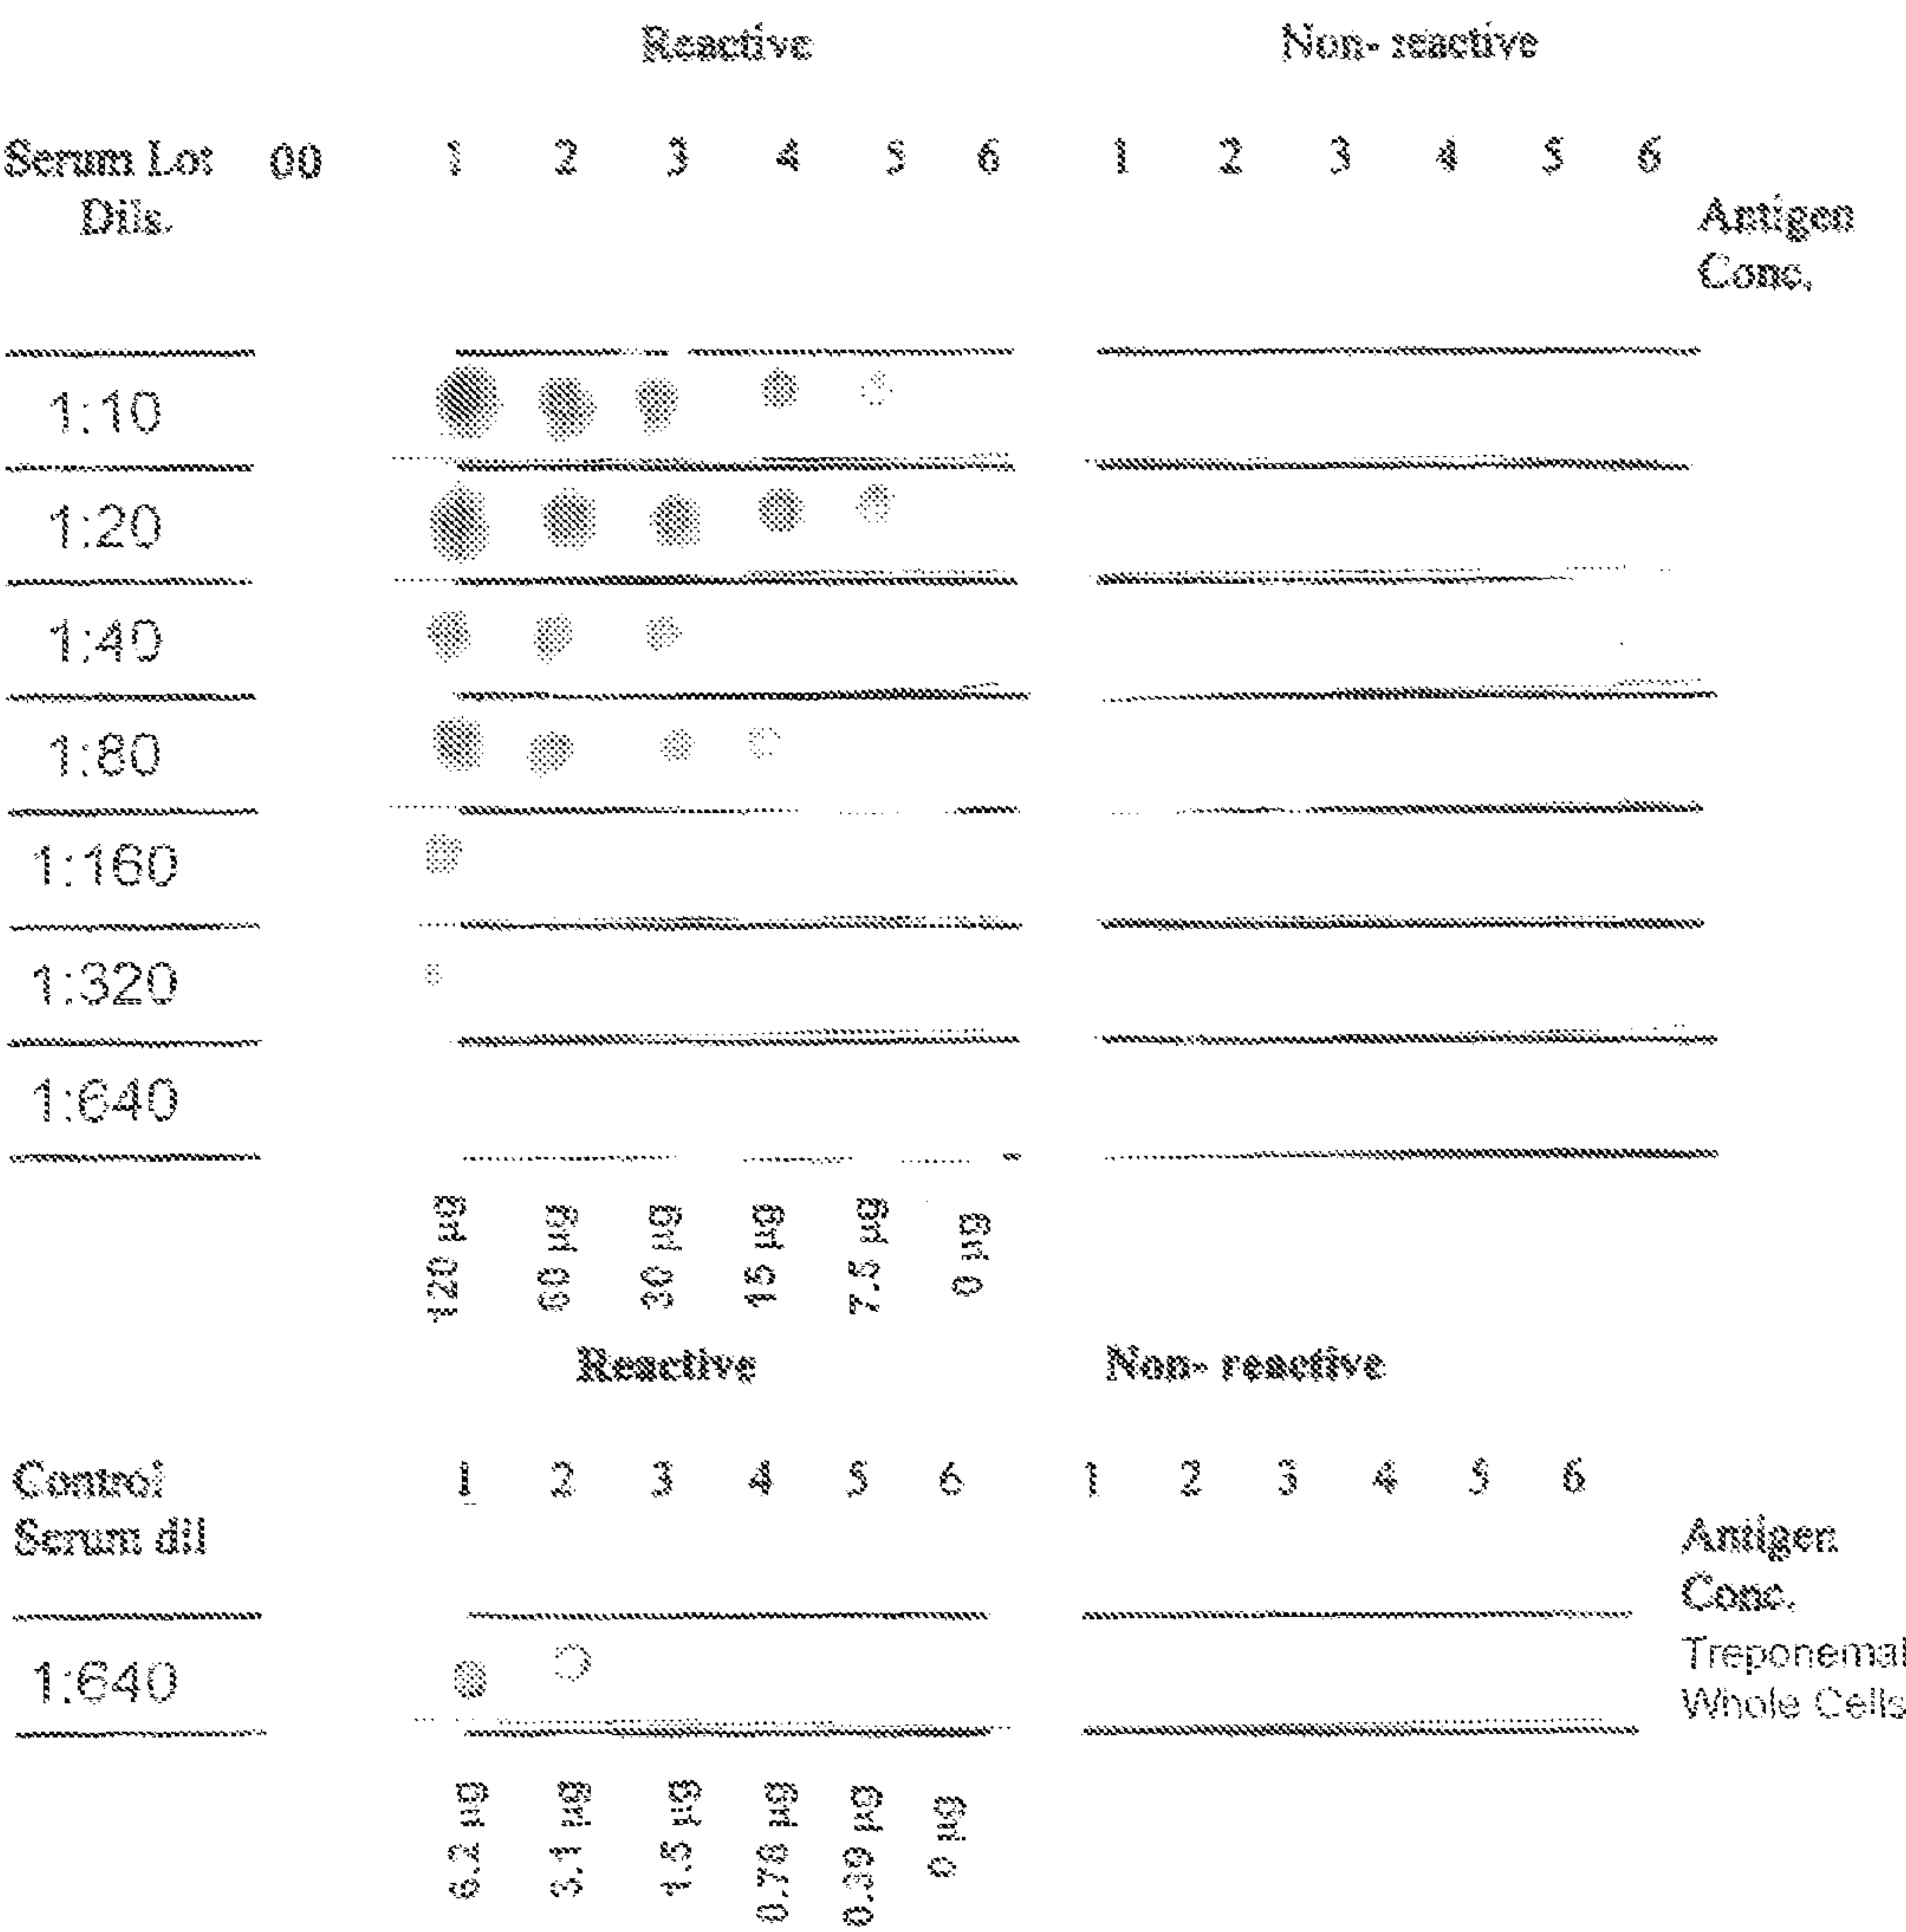 Reactive Non- reactive
Serum Lot 00 1 2 3 4 5 6 1 2 3 4 5 6
Dils.
Antigen
Conc.
1:10
1:20
1:40
1:80
1:160
1:320
1:640
120 µg 60 µg 30 µg 15 µg 7.5 µg 0 µg
Reactive Non- reactive
Control 1 2 3 4 5 6 1 2 3 4 5 6
Serum dil
Antigen
Conc.
1:640
Treponemal
Whole Cells
6.2 µg 3.1 µg 1.5 µg 0.78 µg 0.39 µg 0 µg